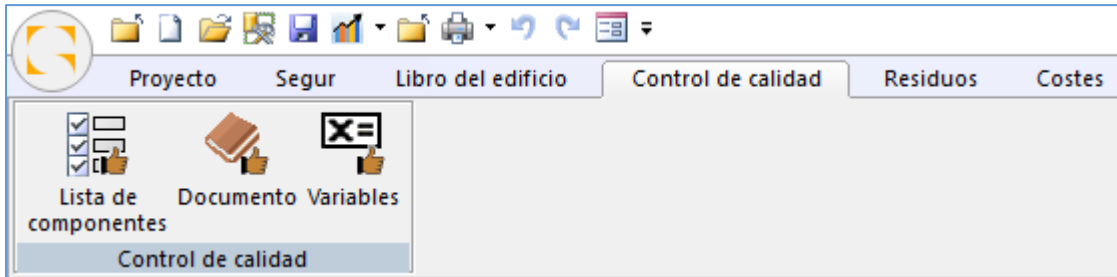 Proyecto Segur Libro del edificio Control de calidad Residuos Costes
X=
Lista de componentes Documento Variables
Control de calidad